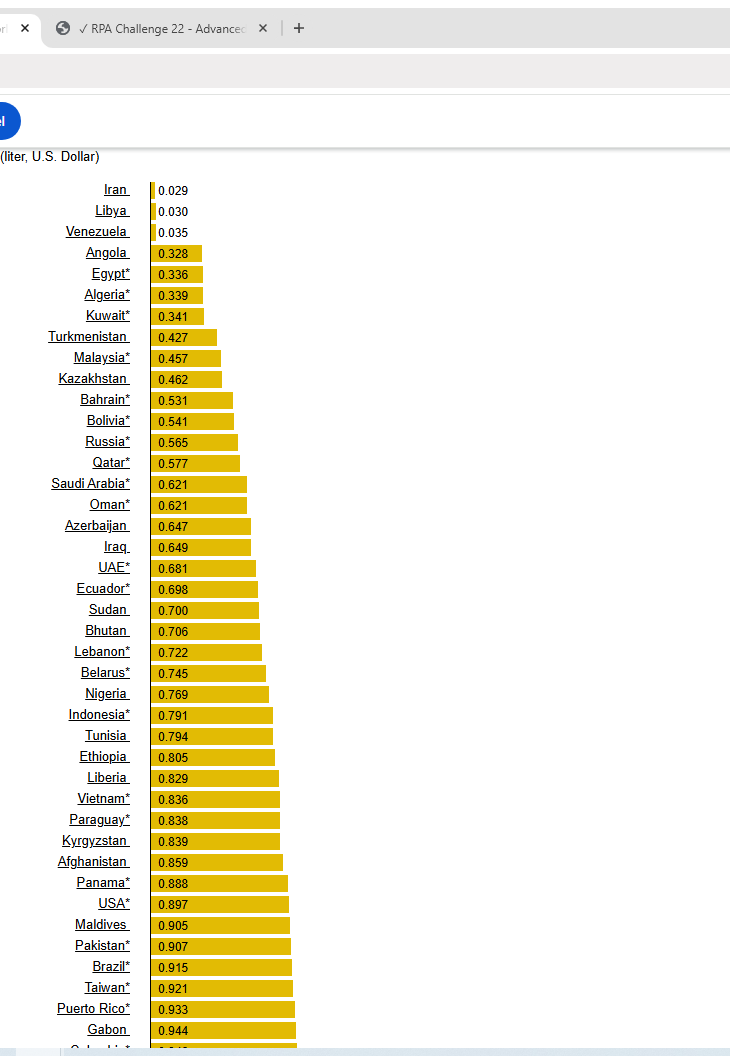 ✓ RPA Challenge 22 - Advanced
(liter, U.S. Dollar)
Iran 0.029
Libya 0.030
Venezuela 0.035
Angola 0.328
Egypt* 0.336
Algeria* 0.339
Kuwait* 0.341
Turkmenistan 0.427
Malaysia* 0.457
Kazakhstan 0.462
Bahrain* 0.531
Bolivia* 0.541
Russia* 0.565
Qatar* 0.577
Saudi Arabia* 0.621
Oman* 0.621
Azerbaijan 0.647
Iraq 0.649
UAE* 0.681
Ecuador* 0.698
Sudan 0.700
Bhutan 0.706
Lebanon* 0.722
Belarus* 0.745
Nigeria 0.769
Indonesia* 0.791
Tunisia 0.794
Ethiopia 0.805
Liberia 0.829
Vietnam* 0.836
Paraguay* 0.838
Kyrgyzstan 0.839
Afghanistan 0.859
Panama* 0.888
USA* 0.897
Maldives 0.905
Pakistan* 0.907
Brazil* 0.915
Taiwan* 0.921
Puerto Rico* 0.933
Gabon 0.944